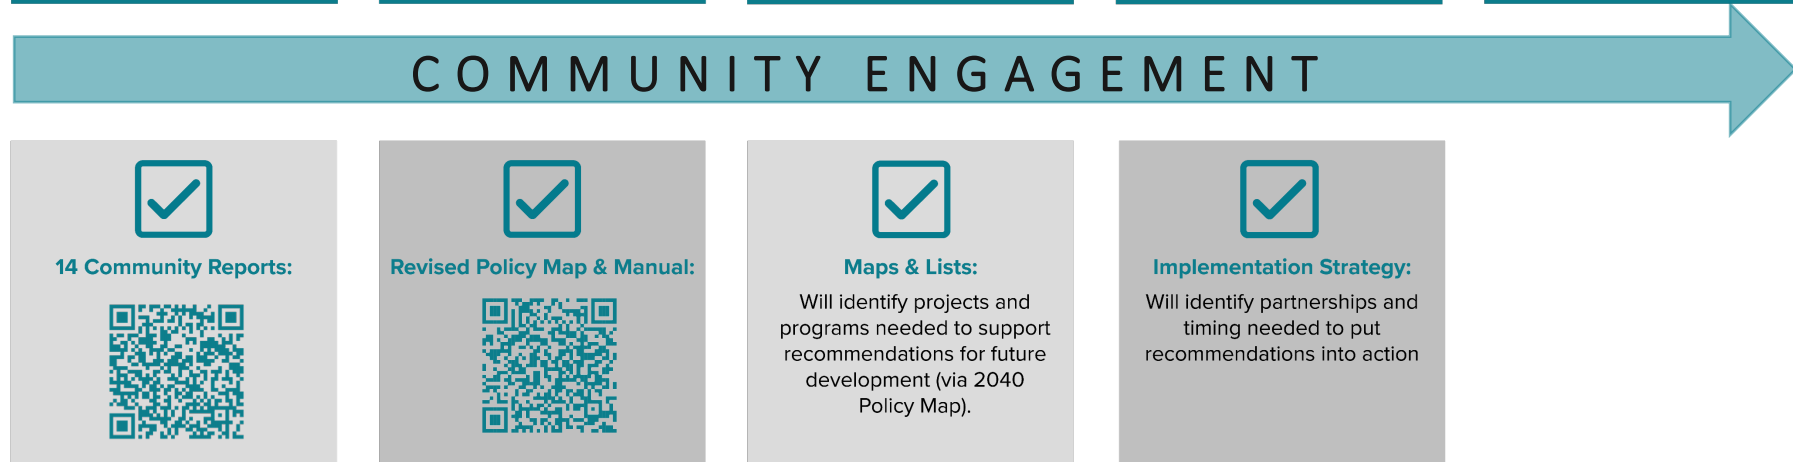 COMMUNITY ENGAGEMENT
14 Community Reports:
Revised Policy Map & Manual:
Maps & Lists:
Will identify projects and
programs needed to support
recommendations for future
development (via 2040
Policy Map).
Implementation Strategy:
Will identify partnerships and
timing needed to put
recommendations into action